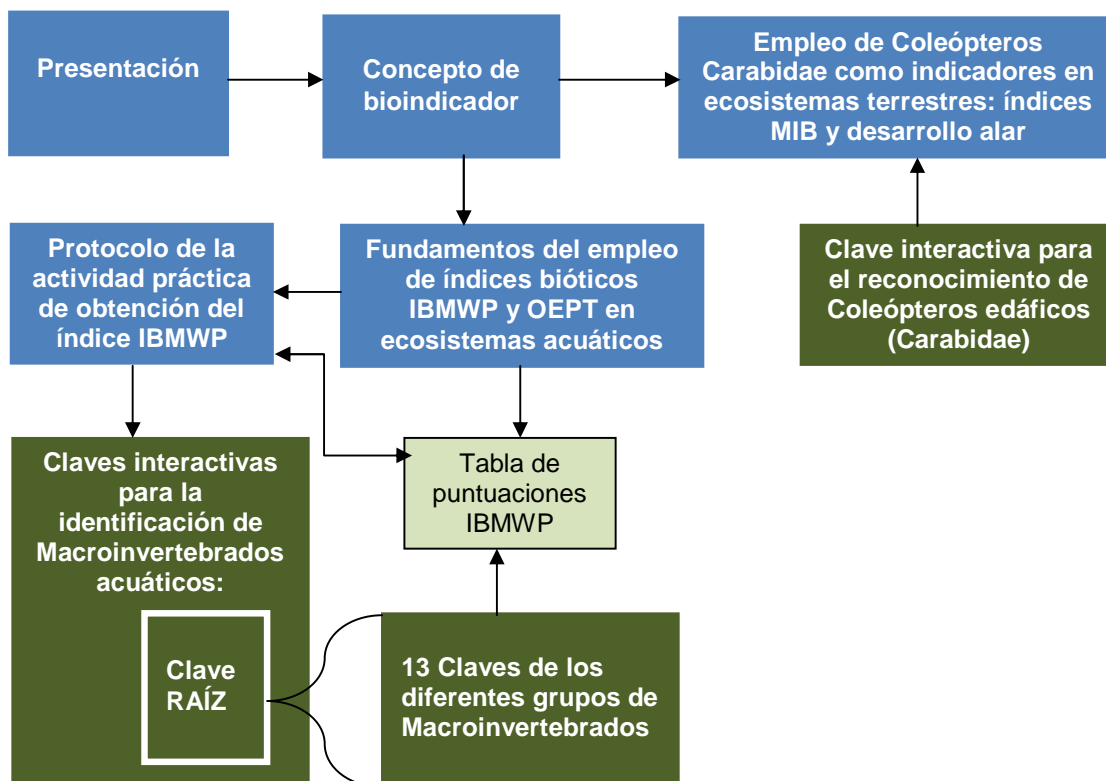 Presentación
Concepto de
bioindicador
Empleo de Coleópteros
Carabidae como indicadores en
ecosistemas terrestres: índices
MIB y desarrollo alar
Protocolo de la
actividad práctica
de obtención del
índice IBMWP
Fundamentos del empleo
de índices bióticos
IBMWP y OEPT en
ecosistemas acuáticos
Clave interactiva para
el reconocimiento de
Coleópteros edáficos
(Carabidae)
Claves interactivas
para la
identificación de
Macroinvertebrados
acuáticos:
Tabla de
puntuaciones
IBMWP
Clave
RAÍZ
13 Claves de los
diferentes grupos de
Macroinvertebrados